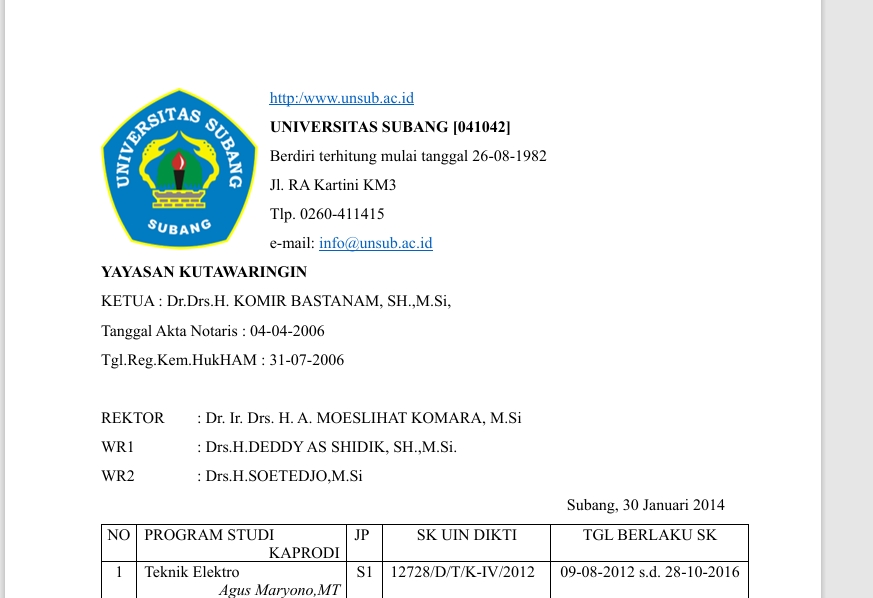 UNIVERSITAS SUBANG
SUBANG
http:/www.unsub.ac.id
UNIVERSITAS SUBANG [041042]
Berdiri terhitung mulai tanggal 26-08-1982
Jl. RA Kartini KM3
Tlp. 0260-411415
e-mail: info@unsub.ac.id
YAYASAN KUTAWARINGIN
KETUA : Dr.Drs.H. KOMIR BASTANAM, SH.,M.Si,
Tanggal Akta Notaris : 04-04-2006
Tgl.Reg.Kem.HukHAM : 31-07-2006
REKTOR : Dr. Ir. Drs. H. A. MOESLIHAT KOMARA, M.Si
WR1 : Drs.H.DEDDY AS SHIDIK, SH.,M.Si.
WR2 : Drs.H.SOETEDJO,M.Si
Subang, 30 Januari 2014
NO PROGRAM STUDI JP SK UIN DIKTI TGL BERLAKU SK
KAPRODI
1 Teknik Elektro S1 12728/D/T/K-IV/2012 09-08-2012 s.d. 28-10-2016
Agus Maryono,MT